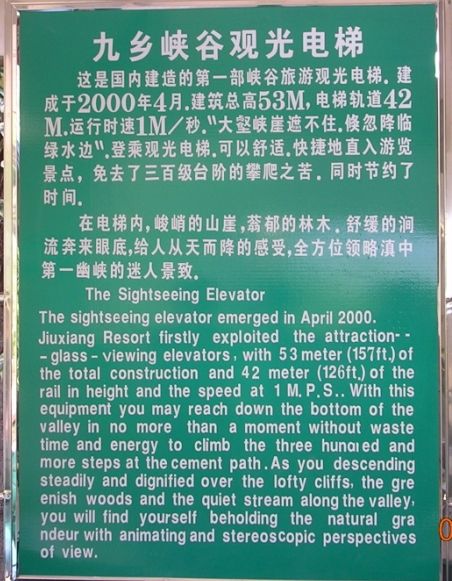 九乡峡谷观光电梯
这是国内建造的第一部峡谷旅游观光电梯. 建
成于2000年4月. 建筑总高53M, 电梯轨道42
M. 运行时速1M／秒. “大壑峡崖遮不住. 倏忽降临
绿水边”. 登乘观光电梯. 可以舒适. 快捷地直入游览
景点, 免去了三百级台阶的攀爬之苦. 同时节约了
时间.
在电梯内, 峻峭的山崖, 蓊郁的林木. 舒缓的涧
流奔来眼底, 给人从天而降的感受, 全方位领略滇中
第一幽峡的迷人景致.
The Sightseeing Elevator
The sightseeing elevator emerged in April 2000.
Jiuxiang Resort firstly exploited the attraction--
-glass-viewing elevators, with 53 meter (157ft.) of
the total construction and 42 meter (126ft.) of the
rail in height and the speed at 1 M.P.S.. With this
equipment you may reach down the bottom of the
valley in no more than a moment without waste
time and energy to climb the three hundred and
more steps at the cement path. As you descending
steadily and dignified over the lofty cliffs, the gre
enish woods and the quiet stream along the valley,
you will find yourself beholding the natural gra
ndeur with animating and stereoscopic perspectives
of view.